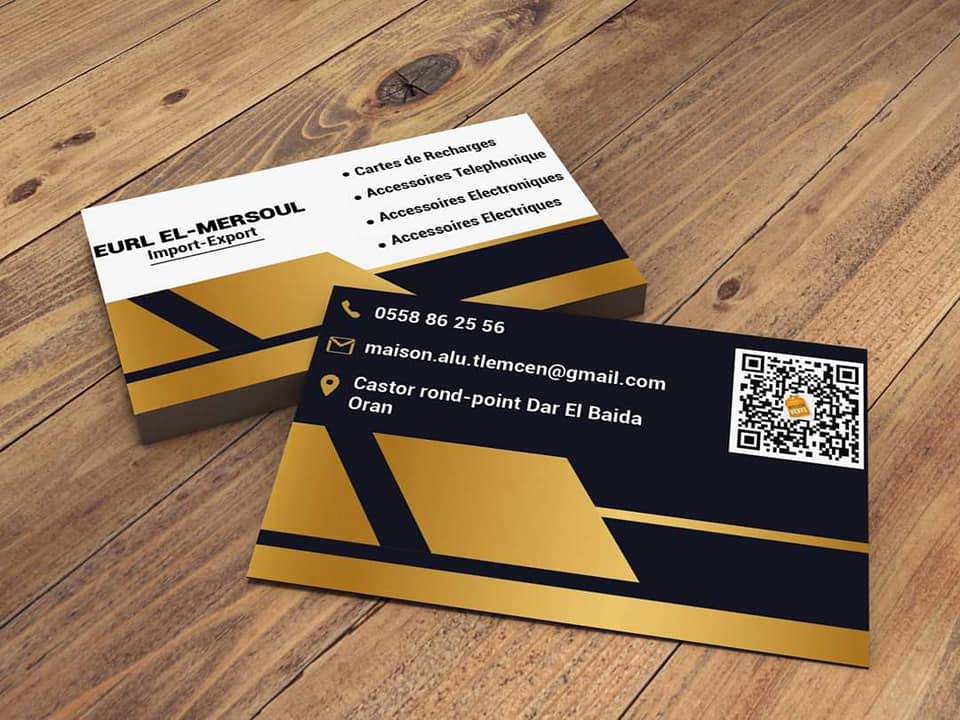 EURL EL-MERSOUL
Import-Export
• Cartes de Recharges
• Accessoires Telephonique
• Accessoires Electroniques
• Accessoires Electriques
0558 86 25 56
maison.alu.tlemcen@gmail.com
Castor rond-point Dar El Baida
Oran